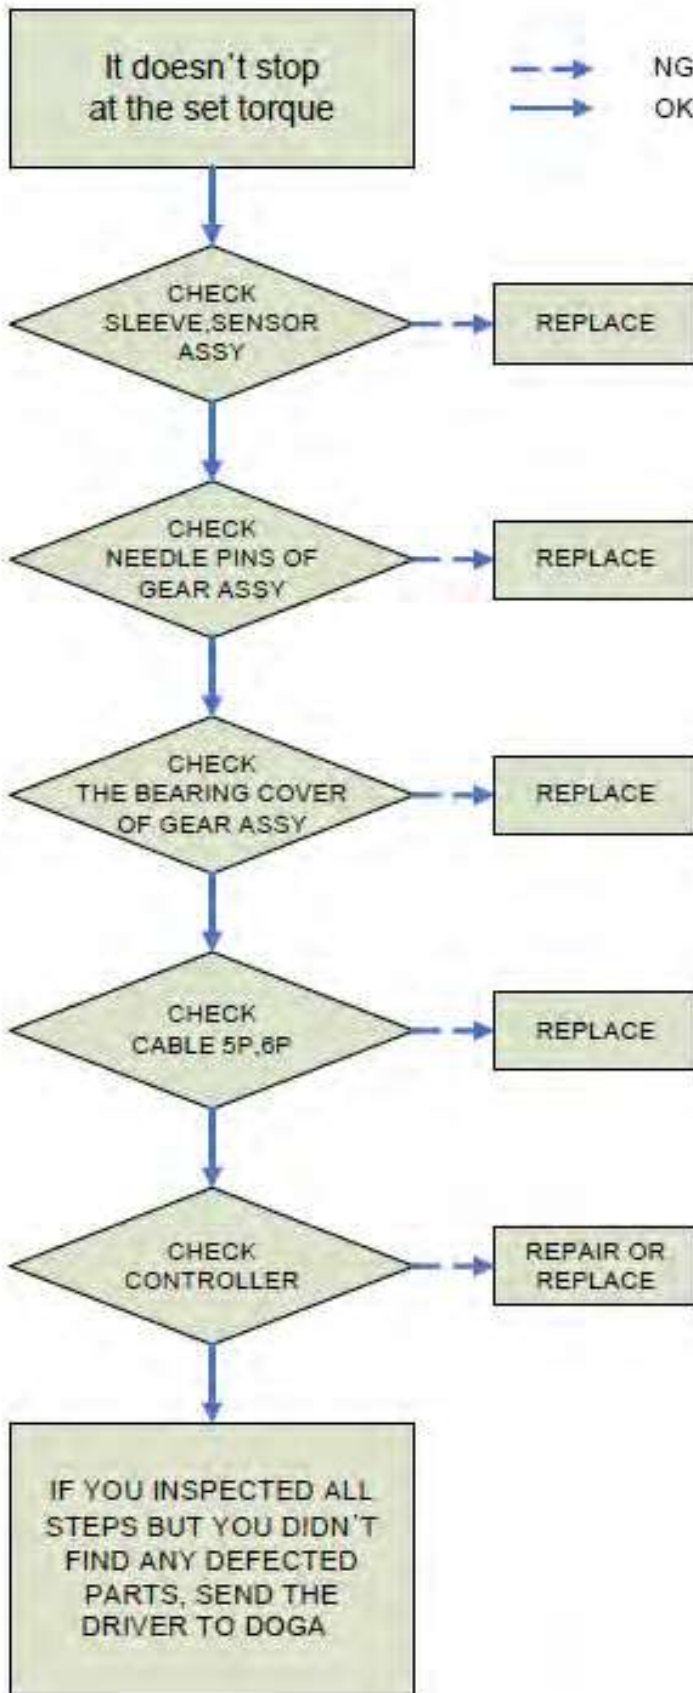 It doesn't stop
at the set torque
NG
OK
CHECK
SLEEVE,SENSOR
ASSY
REPLACE
CHECK
NEEDLE PINS OF
GEAR ASSY
REPLACE
CHECK
THE BEARING COVER
OF GEAR ASSY
REPLACE
CHECK
CABLE 5P,6P
REPLACE
CHECK
CONTROLLER
REPAIR OR
REPLACE
IF YOU INSPECTED ALL
STEPS BUT YOU DIDN'T
FIND ANY DEFECTED
PARTS, SEND THE
DRIVER TO DOGA